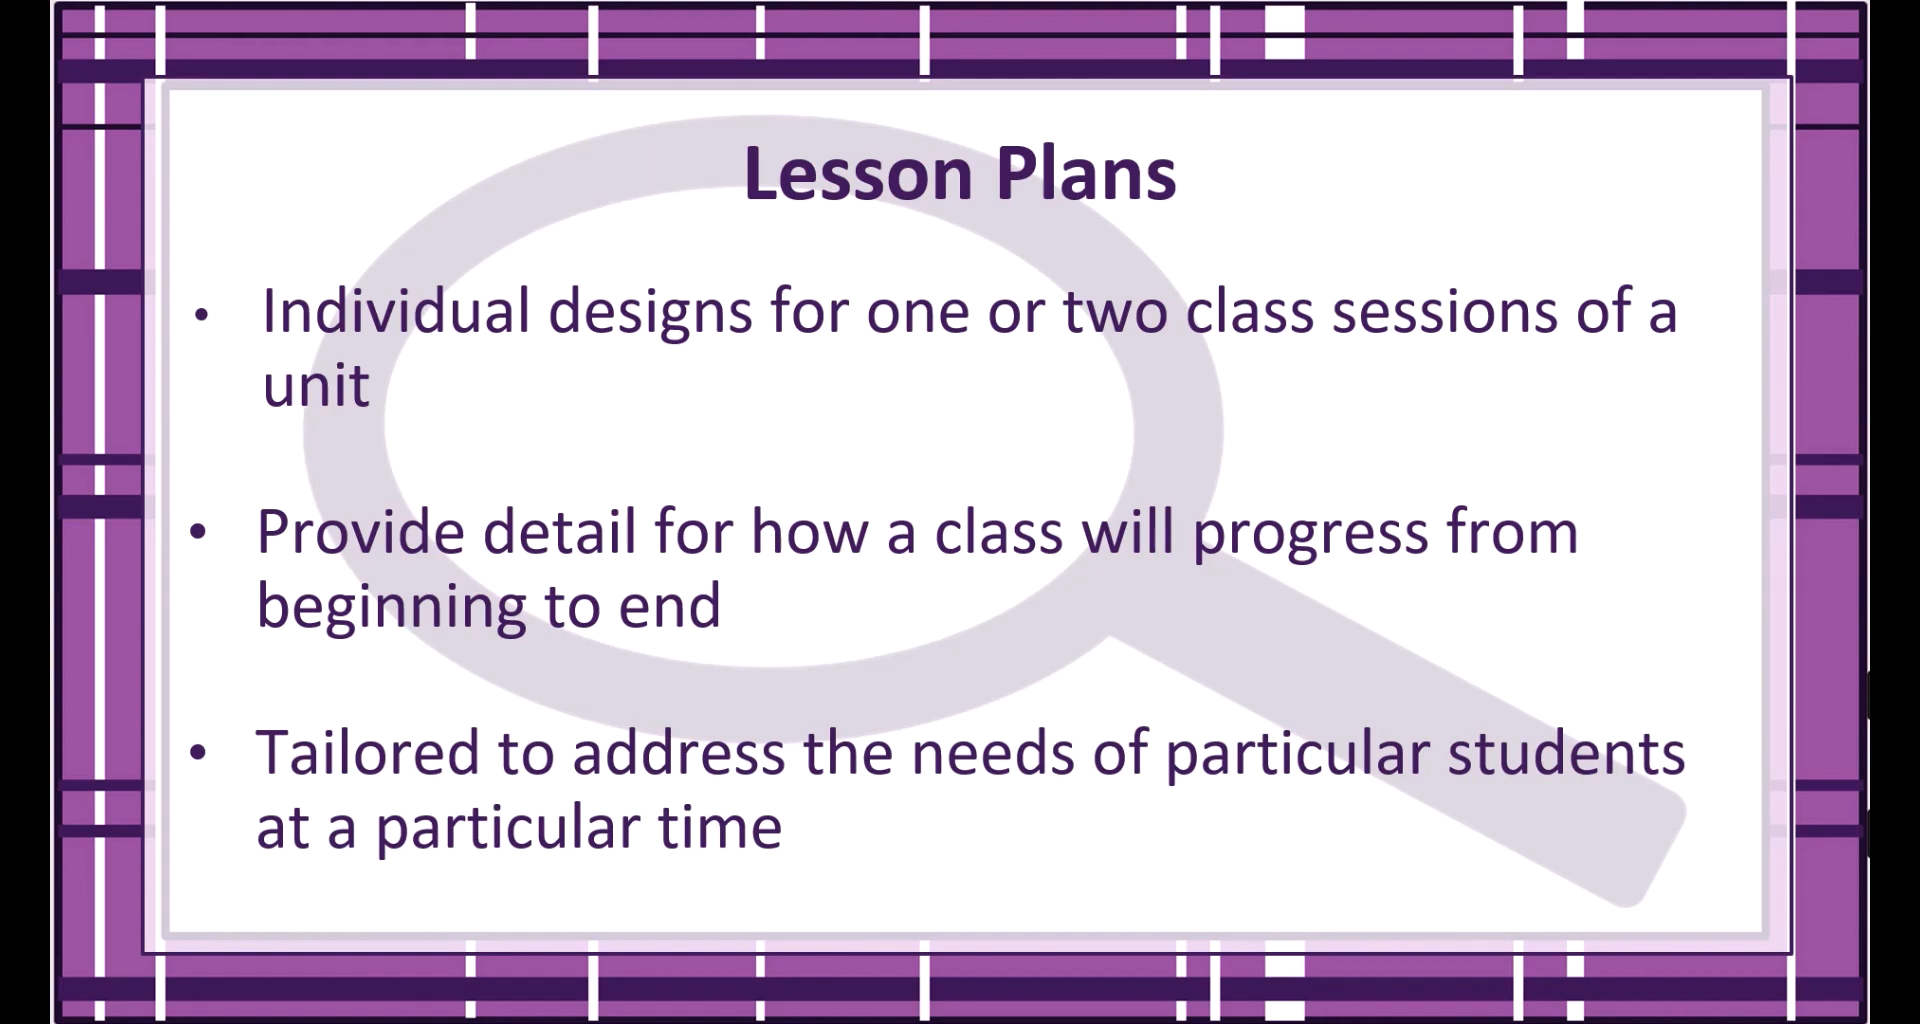 Lesson Plans
• Individual designs for one or two class sessions of a
unit
• Provide detail for how a class will progress from
beginning to end
• Tailored to address the needs of particular students
at a particular time